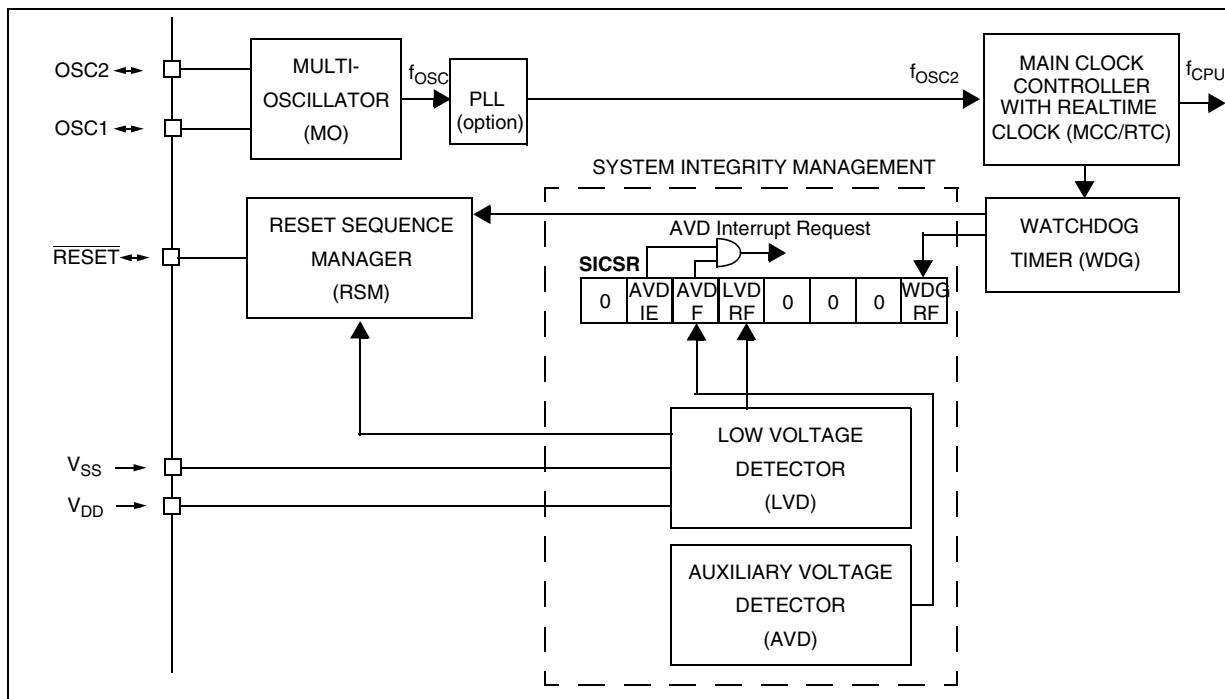 OSC2
OSC1
MULTI-
OSCILLATOR
(MO)
fOSC
PLL
(option)
fOSC2
MAIN CLOCK
CONTROLLER
WITH REALTIME
CLOCK (MCC/RTC)
fCPU
SYSTEM INTEGRITY MANAGEMENT
RESET
RESET SEQUENCE
MANAGER
(RSM)
AVD Interrupt Request
WATCHDOG
TIMER (WDG)
SICSR
0
AVD
IE
AVD
F
LVD
RF
0
0
0
WDG
RF
VSS
VDD
LOW VOLTAGE
DETECTOR
(LVD)
AUXILIARY VOLTAGE
DETECTOR
(AVD)